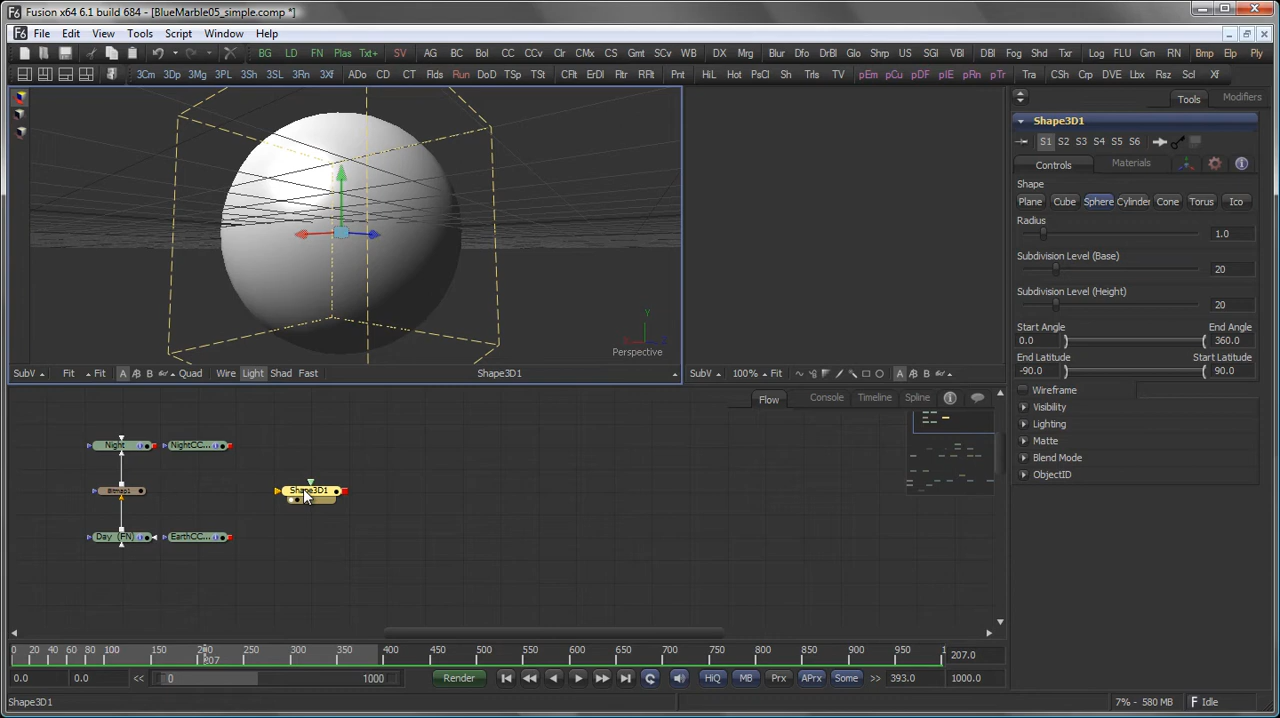 Fusion x64 6.1 build 684 - [BlueMarble05_simple.comp *]
File Edit View Tools Script Window Help
BG LD FN Plas Txt+ SV AG BC Bol CC CCv Clr CMx CS Gmt SCv WB DX Mrg Blur Dfo DrBl Glo Shrp US SGl VBl DBl Fog Shd Txr Log FLU Grn RN Bmp Elp Ply
3Cm 3Dp 3Mg 3PL 3Sh 3SL 3Rn 3Xf ADo CD CT Flds Run DoD TSp TSt CFlt ErDl Fltr RFlt Pnt HiL Hot PsCl Sh Trls TV pEm pCu pDF pIE pRn pTr Tra CSh Crp DVE Lbx Rsz Scl Xf
Tools Modifiers
Shape3D1
S1 S2 S3 S4 S5 S6
Controls Materials
Shape
Plane Cube Sphere Cylinder Cone Torus Ico
Radius
1.0
Subdivision Level (Base)
20
Subdivision Level (Height)
20
Start Angle End Angle
0.0 360.0
End Latitude Start Latitude
-90.0 90.0
Wireframe
Visibility
Lighting
Matte
Blend Mode
ObjectID
Y
Perspective
SubV Fit Fit A B Quad Wire Light Shad Fast Shape3D1 SubV 100% Fit A B
Flow Console Timeline Spline
Night NightCC...
Bitmap1 Shape3D1
Day (FN) EarthCC...
0 20 40 60 80 100 150 200 250 300 350 400 450 500 550 600 650 700 750 800 850 900 950 1
207
207.0
0.0 0.0 << 0 1000 Render HiQ MB Prx APrx Some >> 393.0 1000.0
Shape3D1 7% - 580 MB Idle